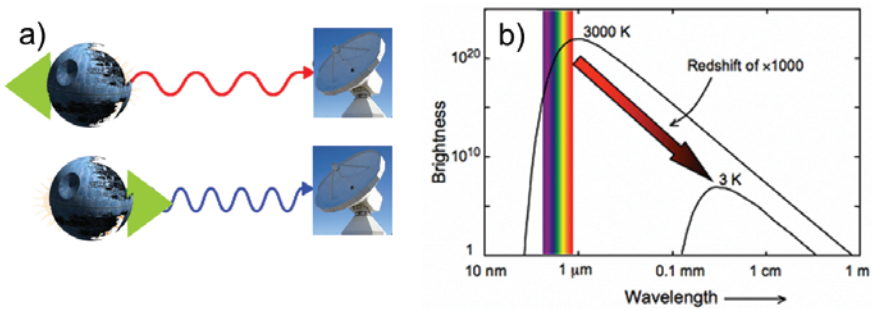 a)
b)
3000 K
10²⁰
Redshift of ×1000
Brightness
10¹⁰
3 K
1
10 nm
1 μm
0.1 mm
1 cm
1 m
Wavelength